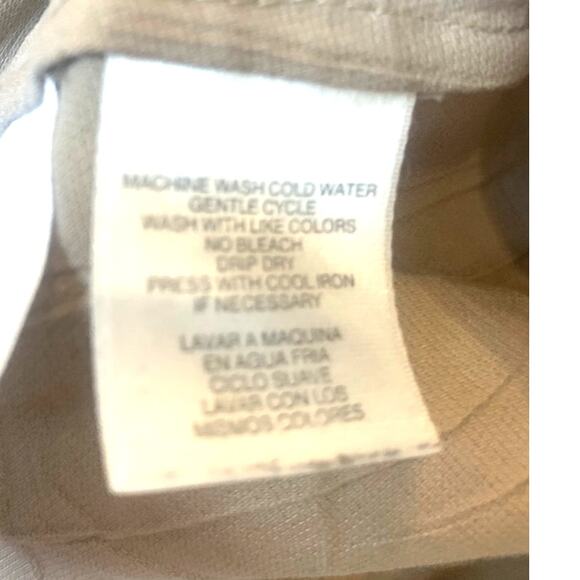 MACHINE WASH COLD WATER
GENTLE CYCLE
WASH WITH LIKE COLORS
NO BLEACH
DRIP DRY
PRESS WITH COOL IRON
IF NECESSARY
LAVAR A MAQUINA
EN AGUA FRIA
CICLO SUAVE
LAVAR CON LOS
MISMOS COLORES